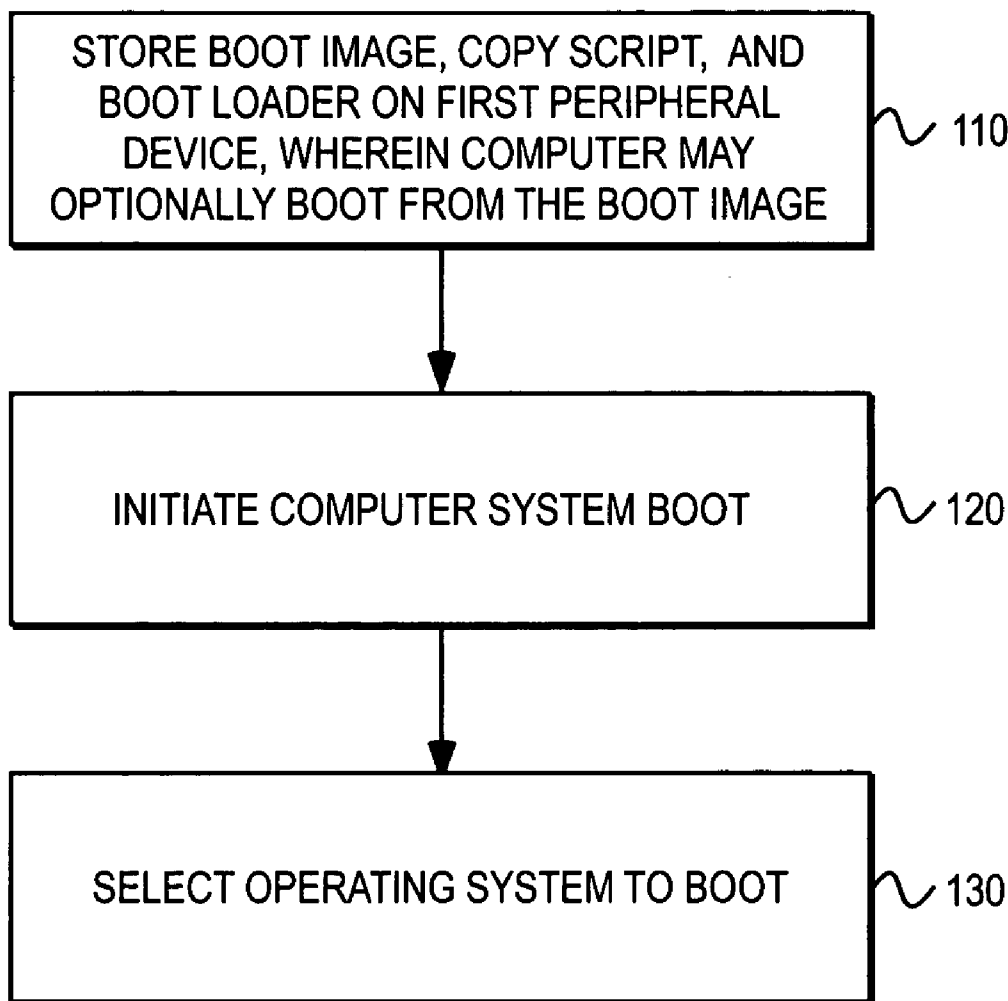 STORE BOOT IMAGE, COPY SCRIPT, AND
BOOT LOADER ON FIRST PERIPHERAL
DEVICE, WHEREIN COMPUTER MAY
OPTIONALLY BOOT FROM THE BOOT IMAGE
110
INITIATE COMPUTER SYSTEM BOOT
120
SELECT OPERATING SYSTEM TO BOOT
130